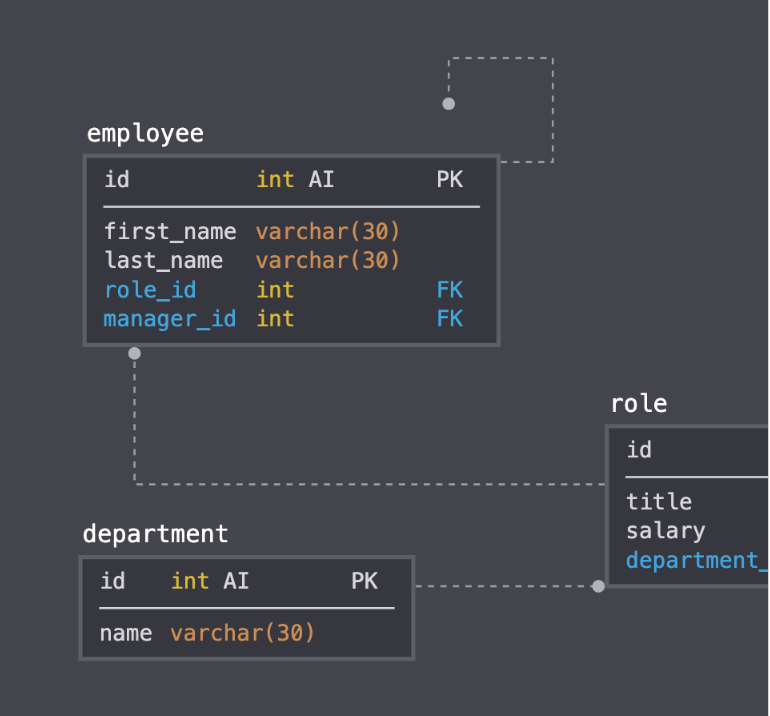 employee
id int AI PK
first_name varchar(30)
last_name varchar(30)
role_id int FK
manager_id int FK
role
id
title
salary
department_
department
id int AI PK
name varchar(30)